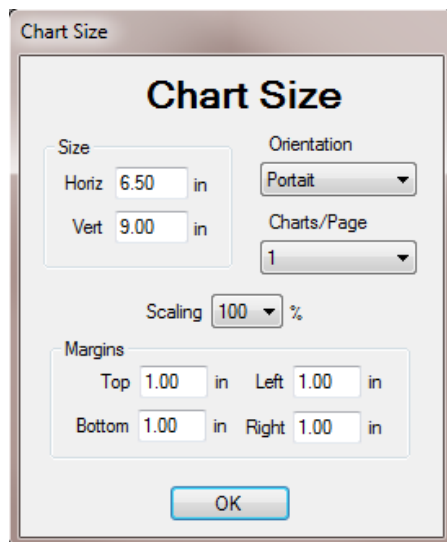 Chart Size
Chart Size
Size
Orientation
Horiz 6.50 in
Portait
Vert 9.00 in
Charts/Page
1
Scaling 100 %
Margins
Top 1.00 in Left 1.00 in
Bottom 1.00 in Right 1.00 in
OK